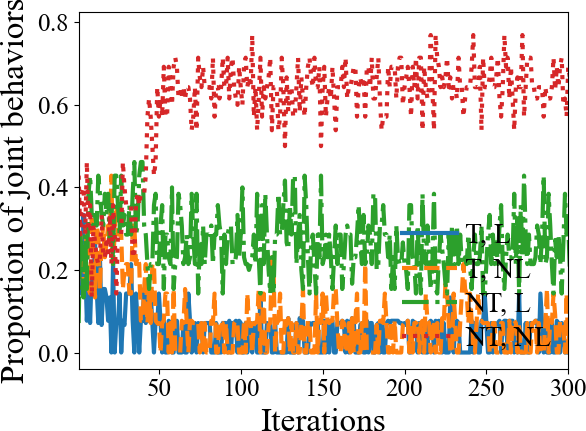 Proportion of joint behaviors
0.8
0.6
0.4
0.2
0.0
T, L
T, NL
NT, L
NT, NL
50 100 150 200 250 300
Iterations